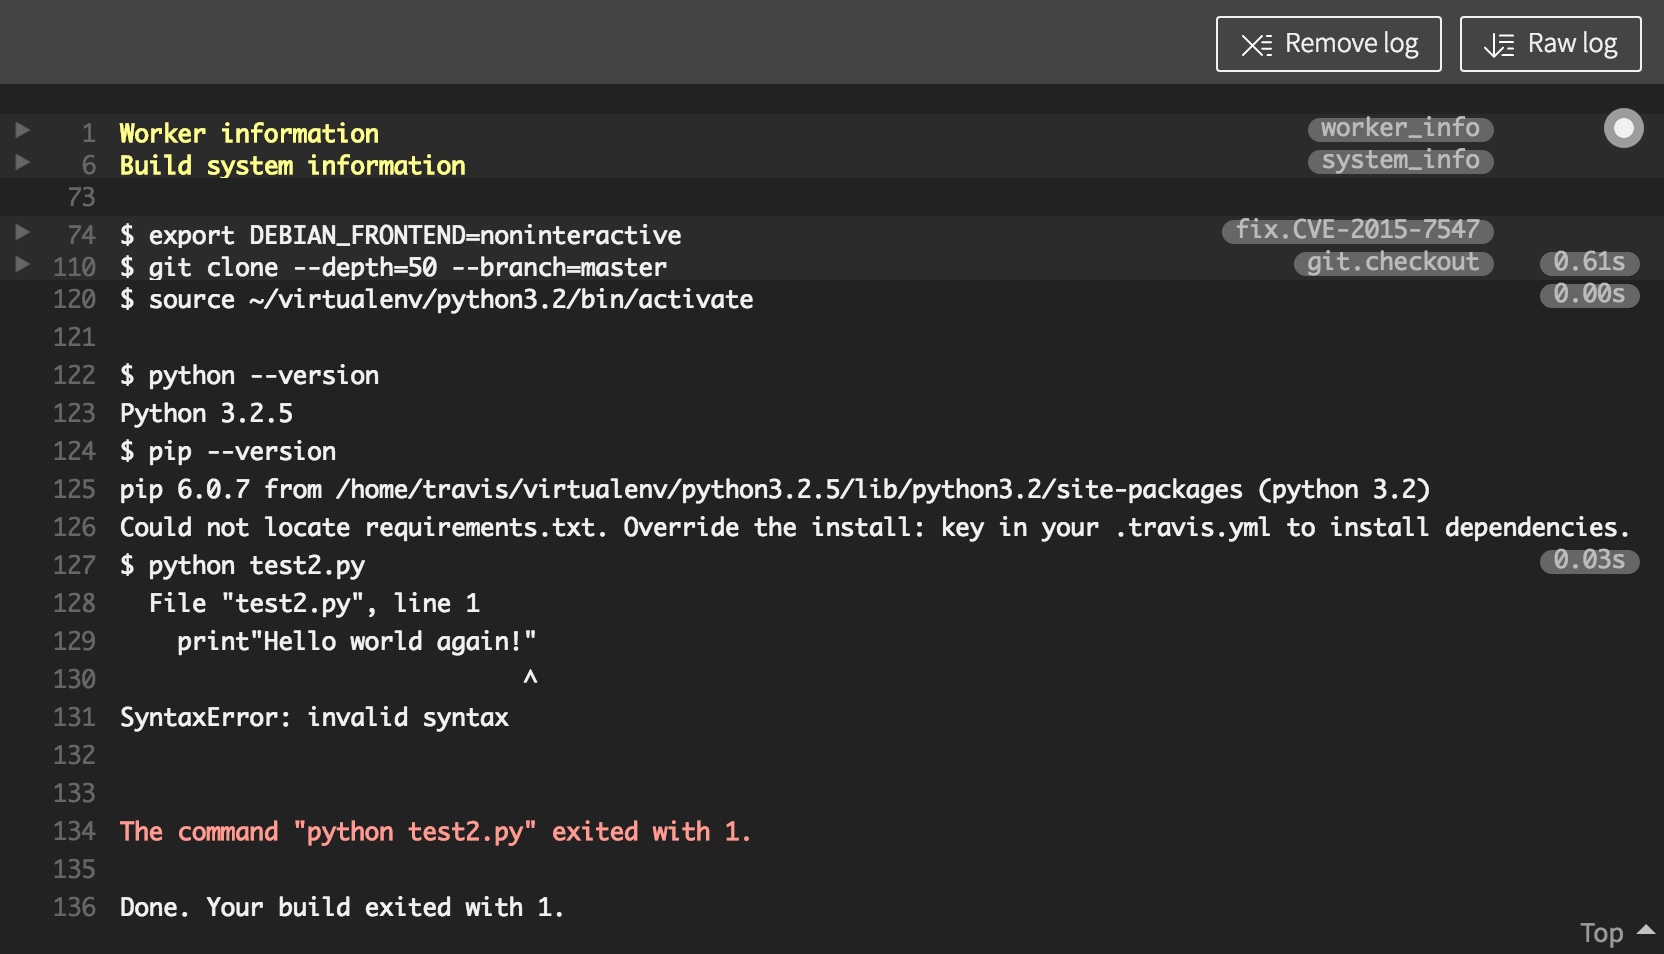 Remove log Raw log
1 Worker information worker_info
6 Build system information system_info
73
74 $ export DEBIAN_FRONTEND=noninteractive fix.CVE-2015-7547
110 $ git clone --depth=50 --branch=master git.checkout 0.61s
120 $ source ~/virtualenv/python3.2/bin/activate 0.00s
121
122 $ python --version
123 Python 3.2.5
124 $ pip --version
125 pip 6.0.7 from /home/travis/virtualenv/python3.2.5/lib/python3.2/site-packages (python 3.2)
126 Could not locate requirements.txt. Override the install: key in your .travis.yml to install dependencies.
127 $ python test2.py 0.03s
128   File "test2.py", line 1
129     print"Hello world again!"
130                             ^
131 SyntaxError: invalid syntax
132
133
134 The command "python test2.py" exited with 1.
135
136 Done. Your build exited with 1.
Top